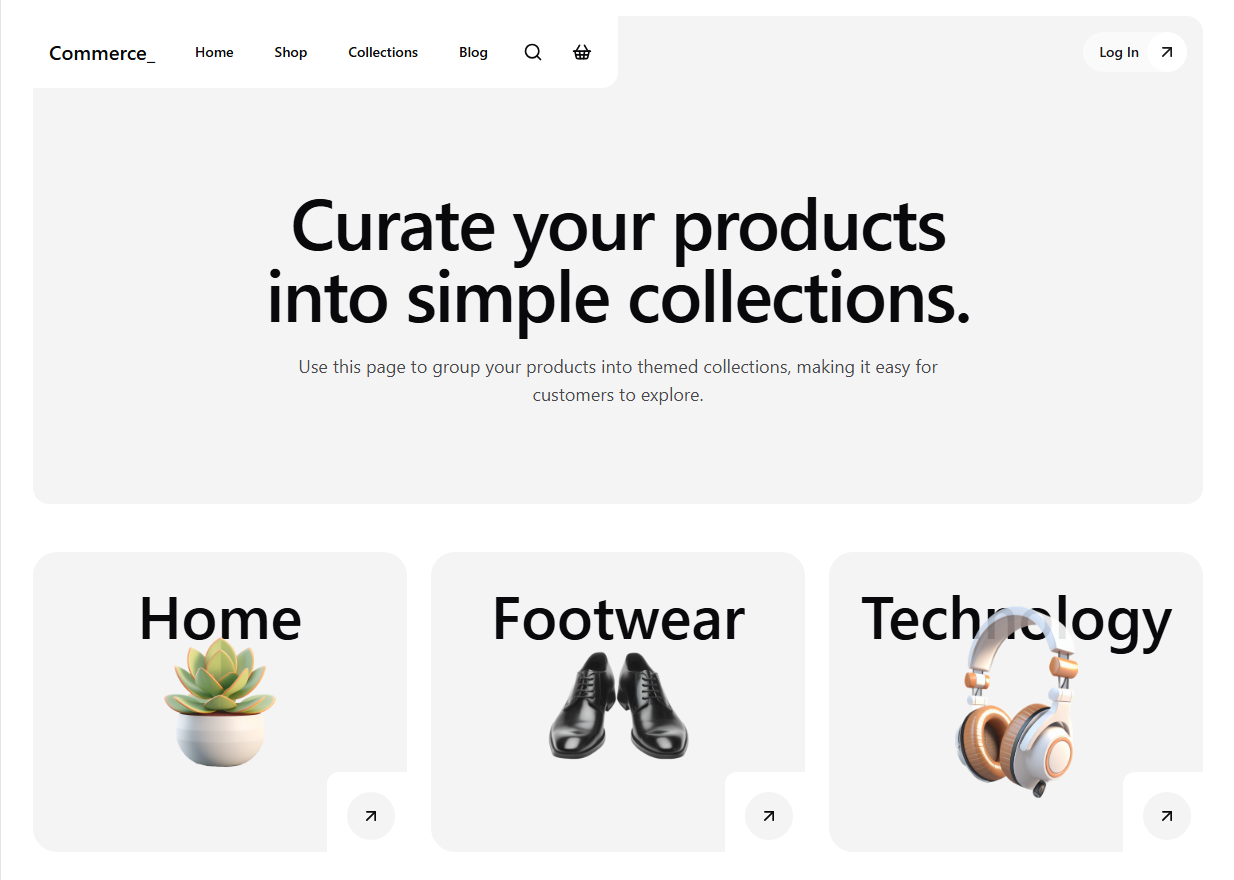 Commerce_ Home Shop Collections Blog Log In
Curate your products
into simple collections.
Use this page to group your products into themed collections, making it easy for
customers to explore.
Home Footwear Technology